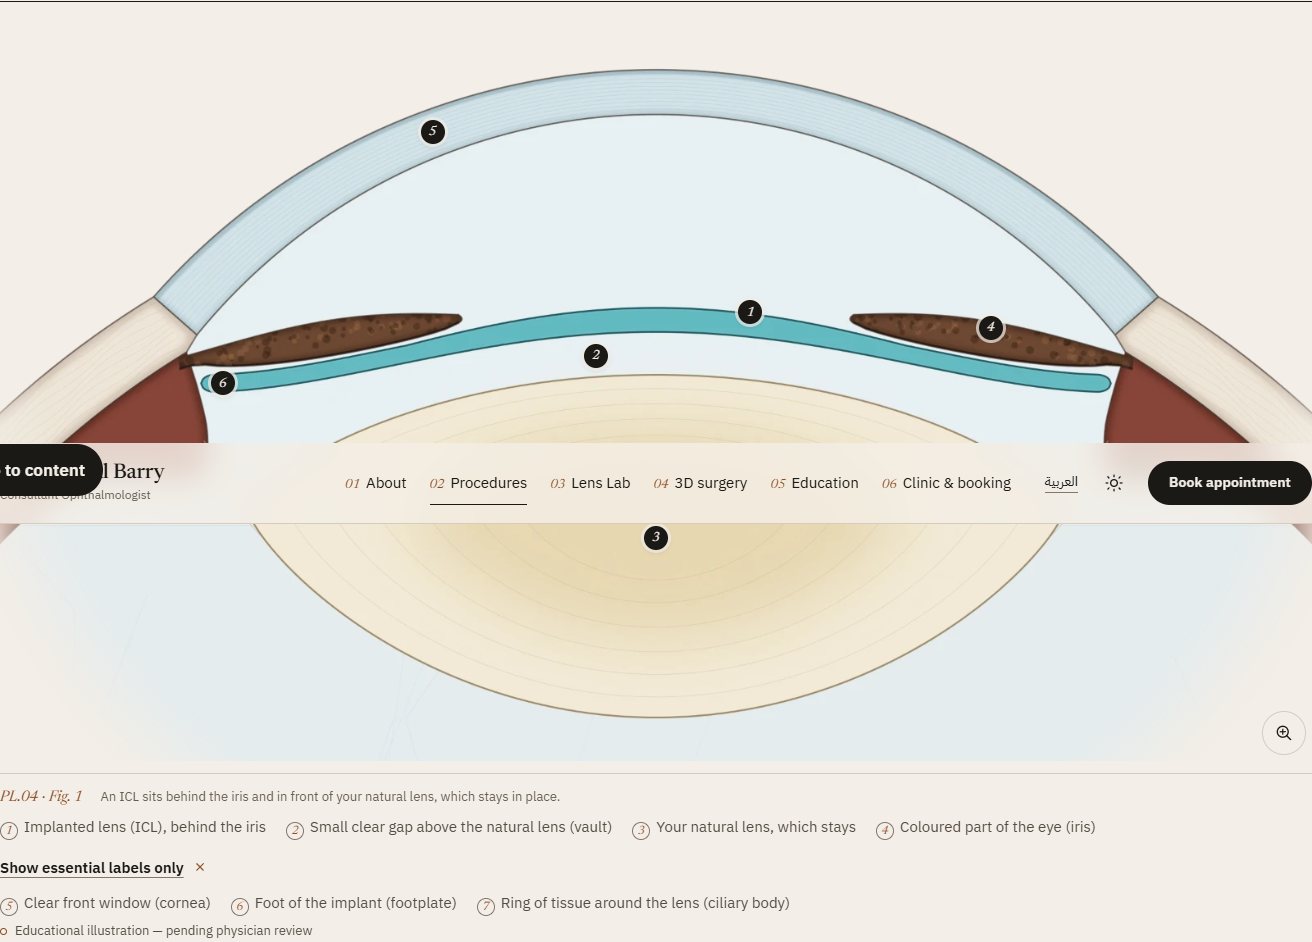 5
1
4
2
6
to content
l Barry
Consultant Ophthalmologist
01 About 02 Procedures 03 Lens Lab 04 3D surgery 05 Education 06 Clinic & booking العربية Book appointment
3
PL.04 · Fig. 1 An ICL sits behind the iris and in front of your natural lens, which stays in place.
1 Implanted lens (ICL), behind the iris 2 Small clear gap above the natural lens (vault) 3 Your natural lens, which stays 4 Coloured part of the eye (iris)
Show essential labels only ×
5 Clear front window (cornea) 6 Foot of the implant (footplate) 7 Ring of tissue around the lens (ciliary body)
Educational illustration — pending physician review